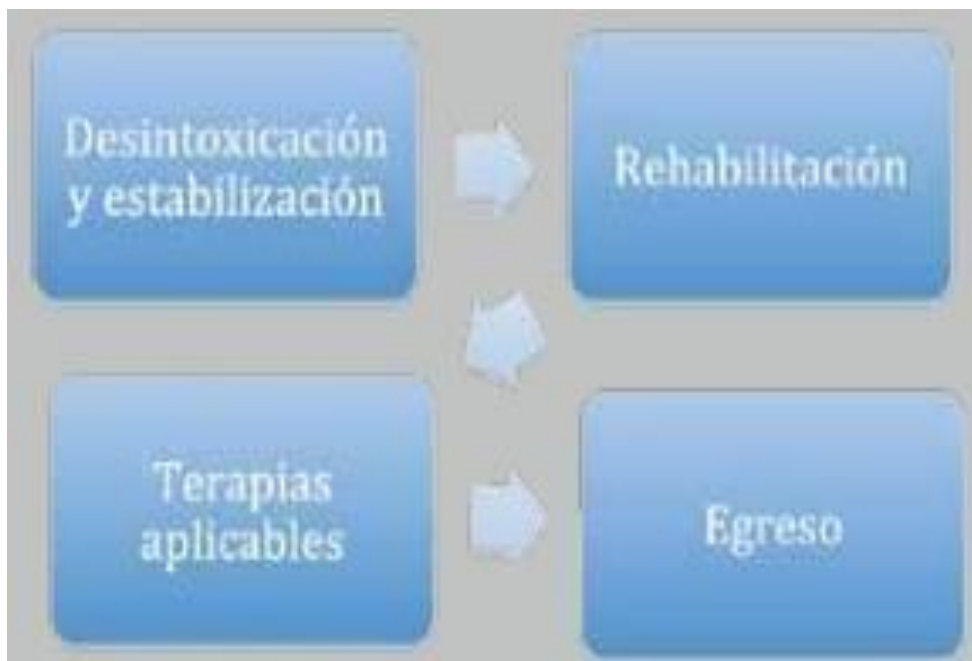 Desintoxicación
y estabilización
Rehabilitación
Terapias
aplicables
Egreso